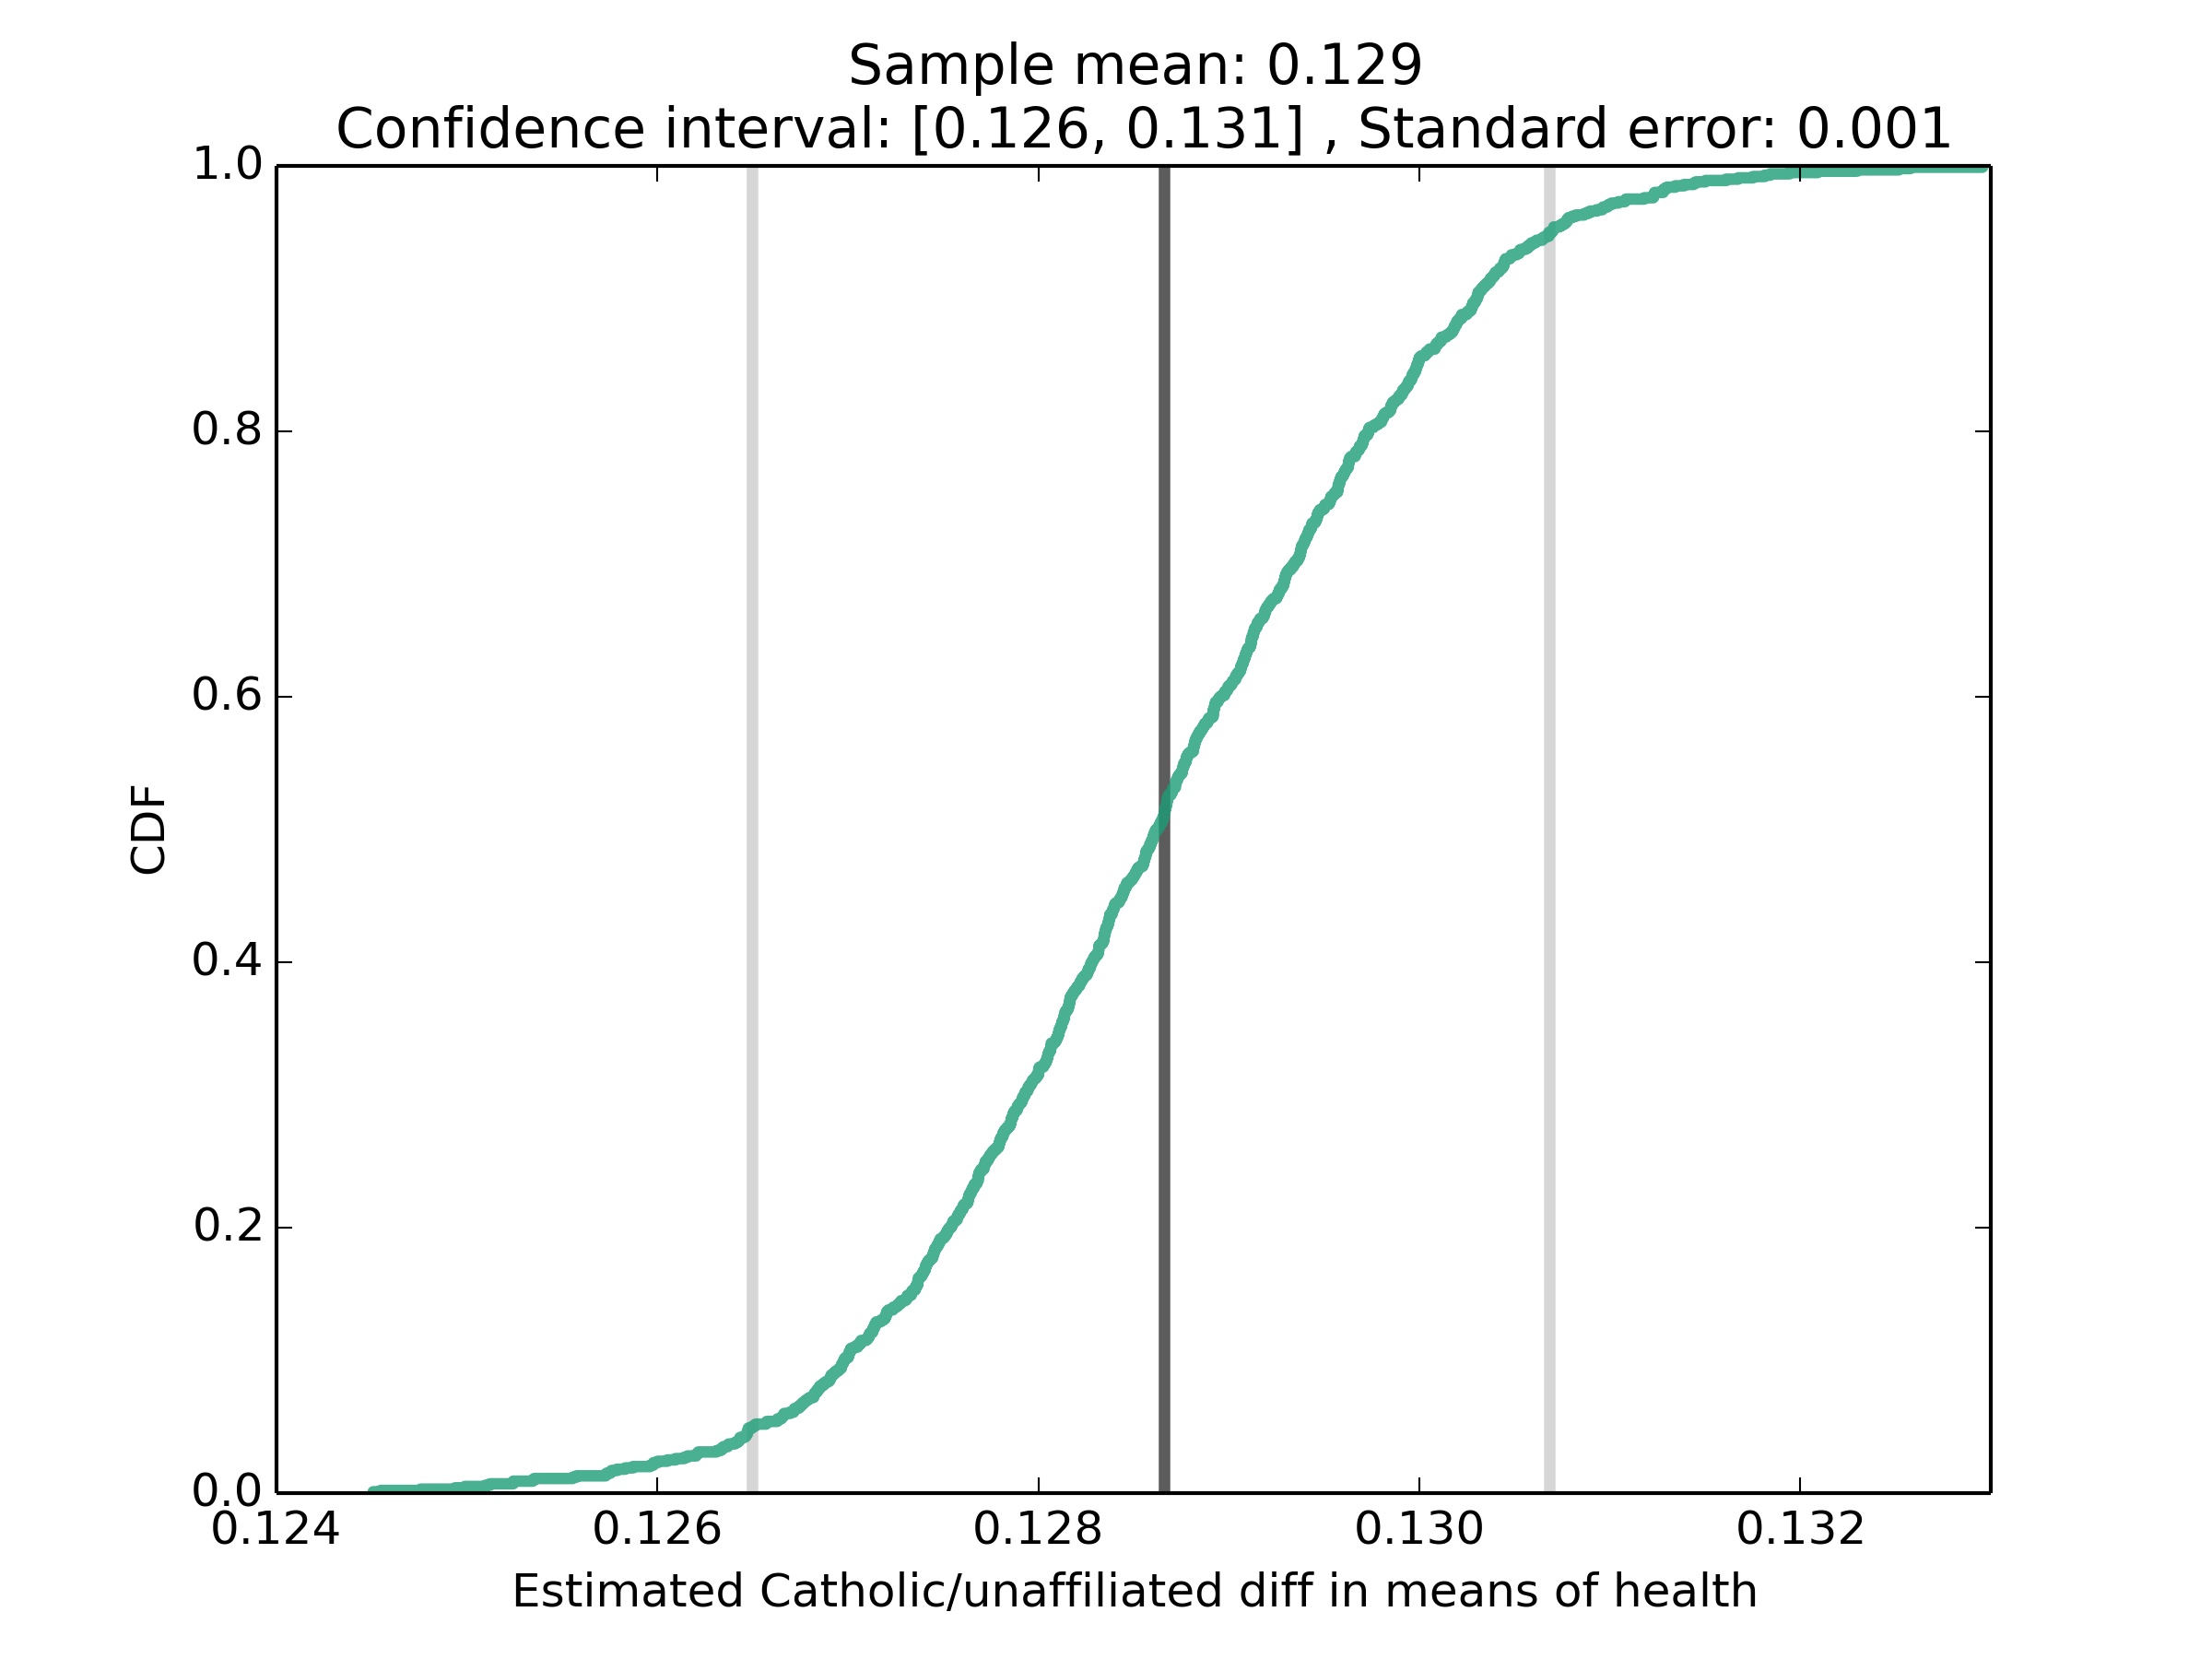 Sample mean: 0.129
Confidence interval: [0.126, 0.131] , Standard error: 0.001
1.0
0.8
0.6
0.4
0.2
0.0
CDF
0.124 0.126 0.128 0.130 0.132
Estimated Catholic/unaffiliated diff in means of health